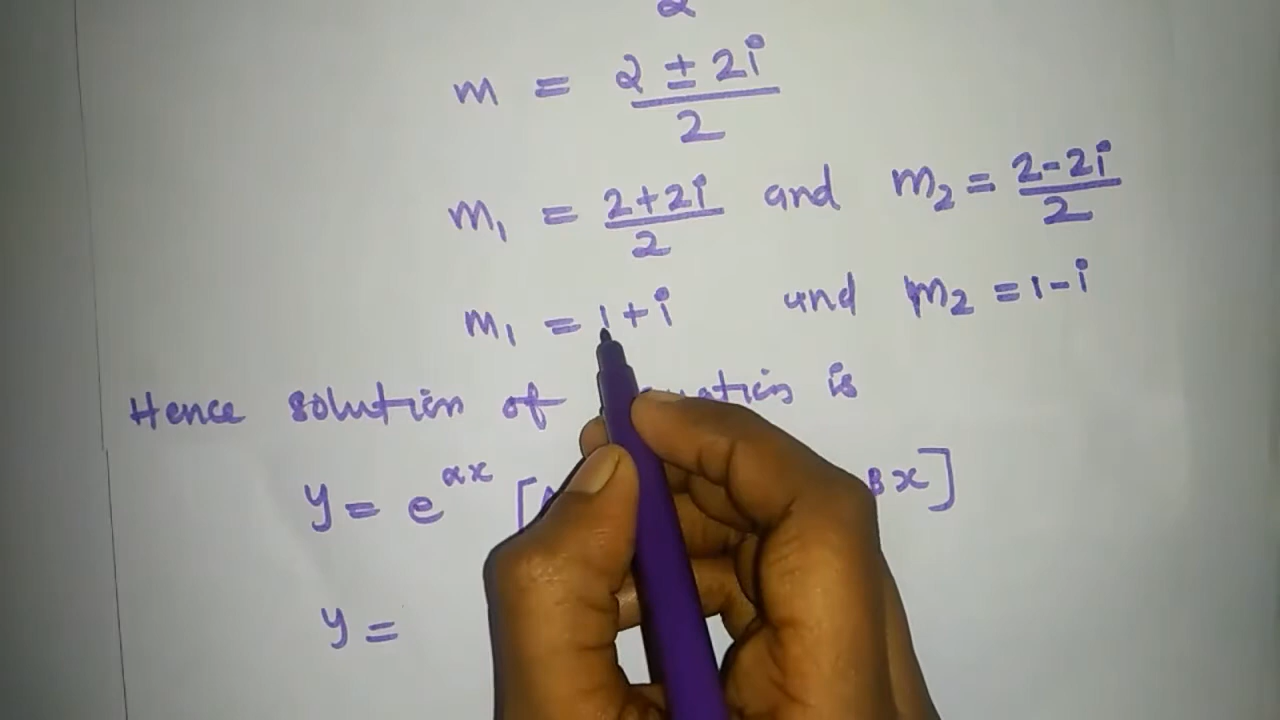 2
m = 2 ± 2i / 2
m₁ = 2+2i / 2 and m₂ = 2-2i / 2
m₁ = 1+i and m₂ = 1-i
Hence solution of is
y = e^αx [ x]
y =